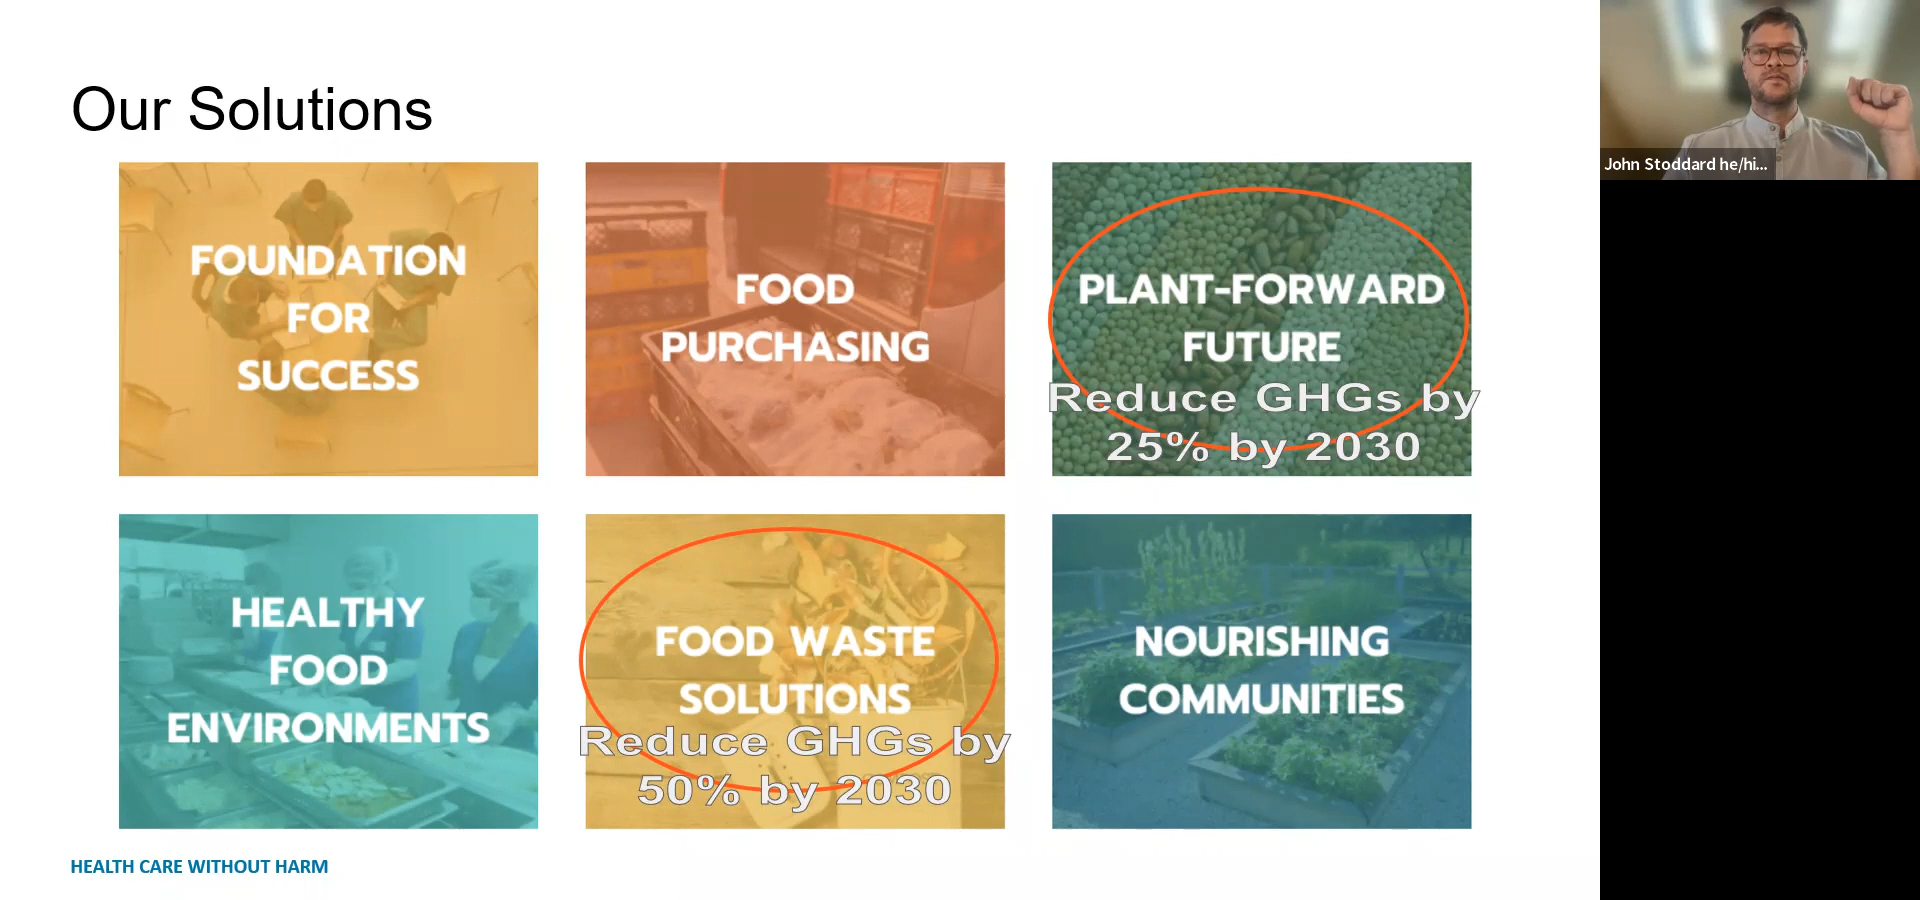 Our Solutions
FOUNDATION
FOR
SUCCESS
FOOD
PURCHASING
PLANT-FORWARD
FUTURE
Reduce GHGs by
25% by 2030
HEALTHY
FOOD
ENVIRONMENTS
FOOD WASTE
SOLUTIONS
Reduce GHGs by
50% by 2030
NOURISHING
COMMUNITIES
HEALTH CARE WITHOUT HARM
John Stoddard he/hi...